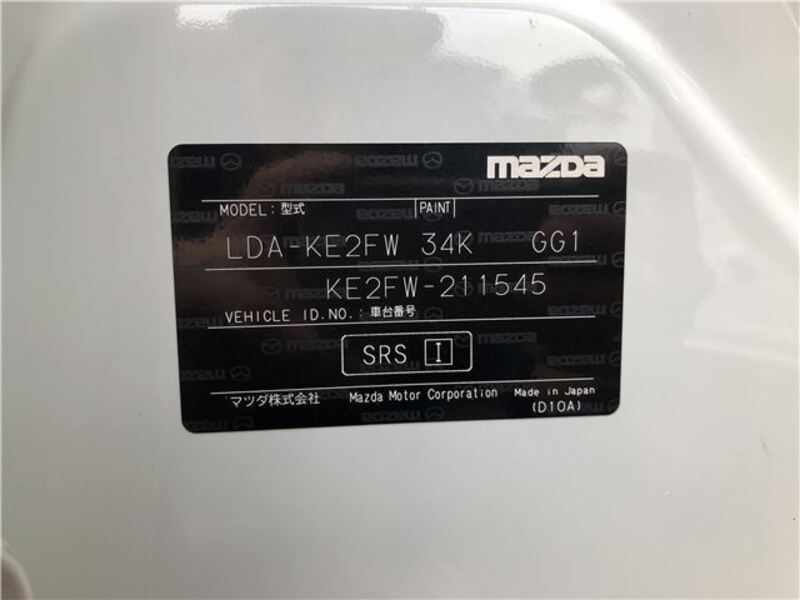 mazda
MODEL：型式 PAINT
LDA-KE2FW 34K GG1
KE2FW-211545
VEHICLE ID.NO.：車台番号
SRS I
マツダ株式会社 Mazda Motor Corporation Made in Japan
(D10A)